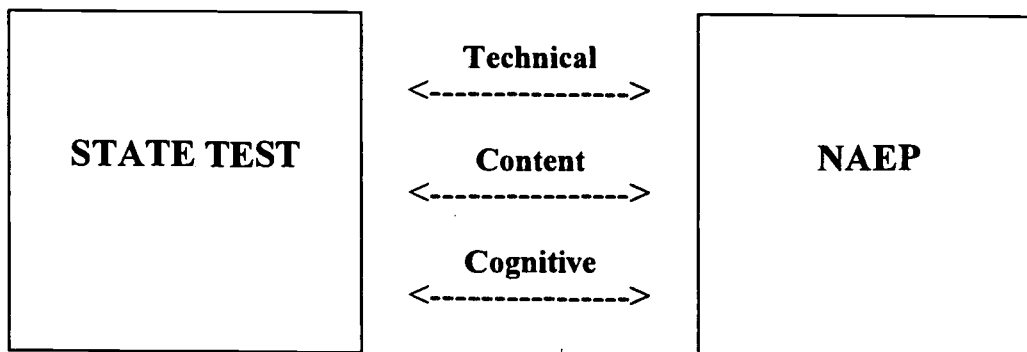 Technical
STATE TEST
Content
NAEP
Cognitive